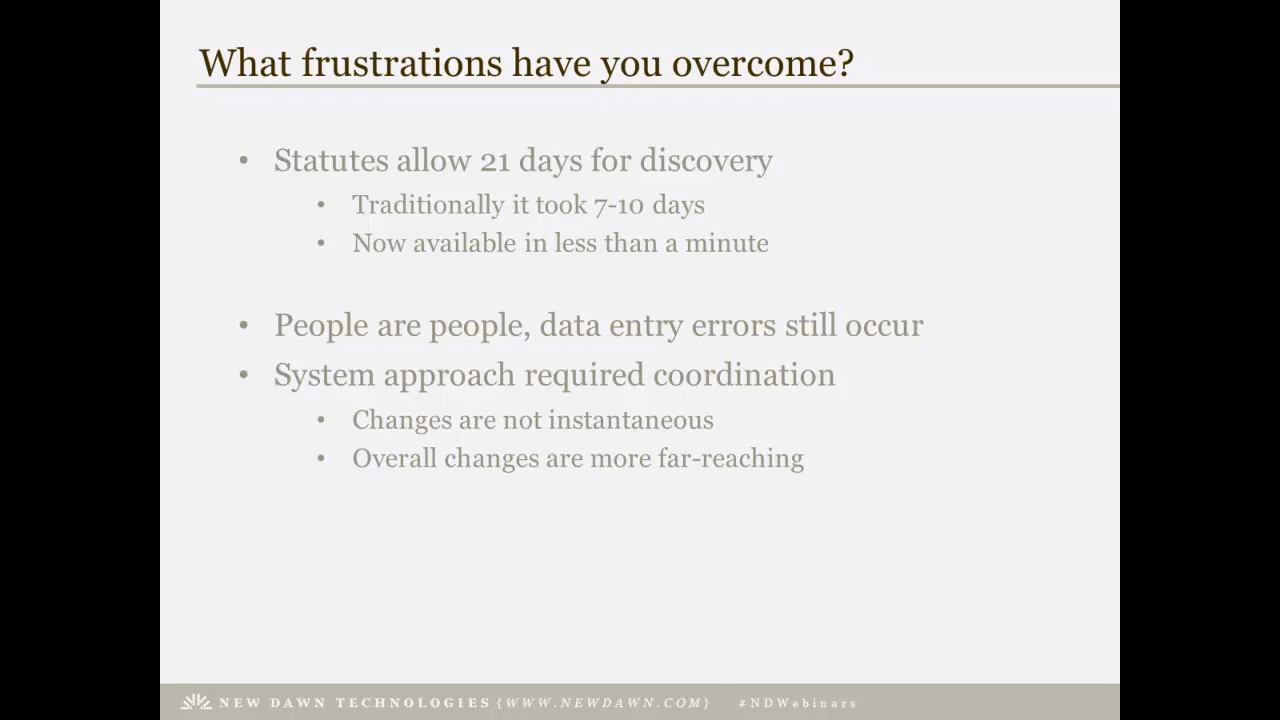 What frustrations have you overcome?
• Statutes allow 21 days for discovery
• Traditionally it took 7-10 days
• Now available in less than a minute
• People are people, data entry errors still occur
• System approach required coordination
• Changes are not instantaneous
• Overall changes are more far-reaching
NEW DAWN TECHNOLOGIES {WWW.NEWDAWN.COM} #NDWebinars